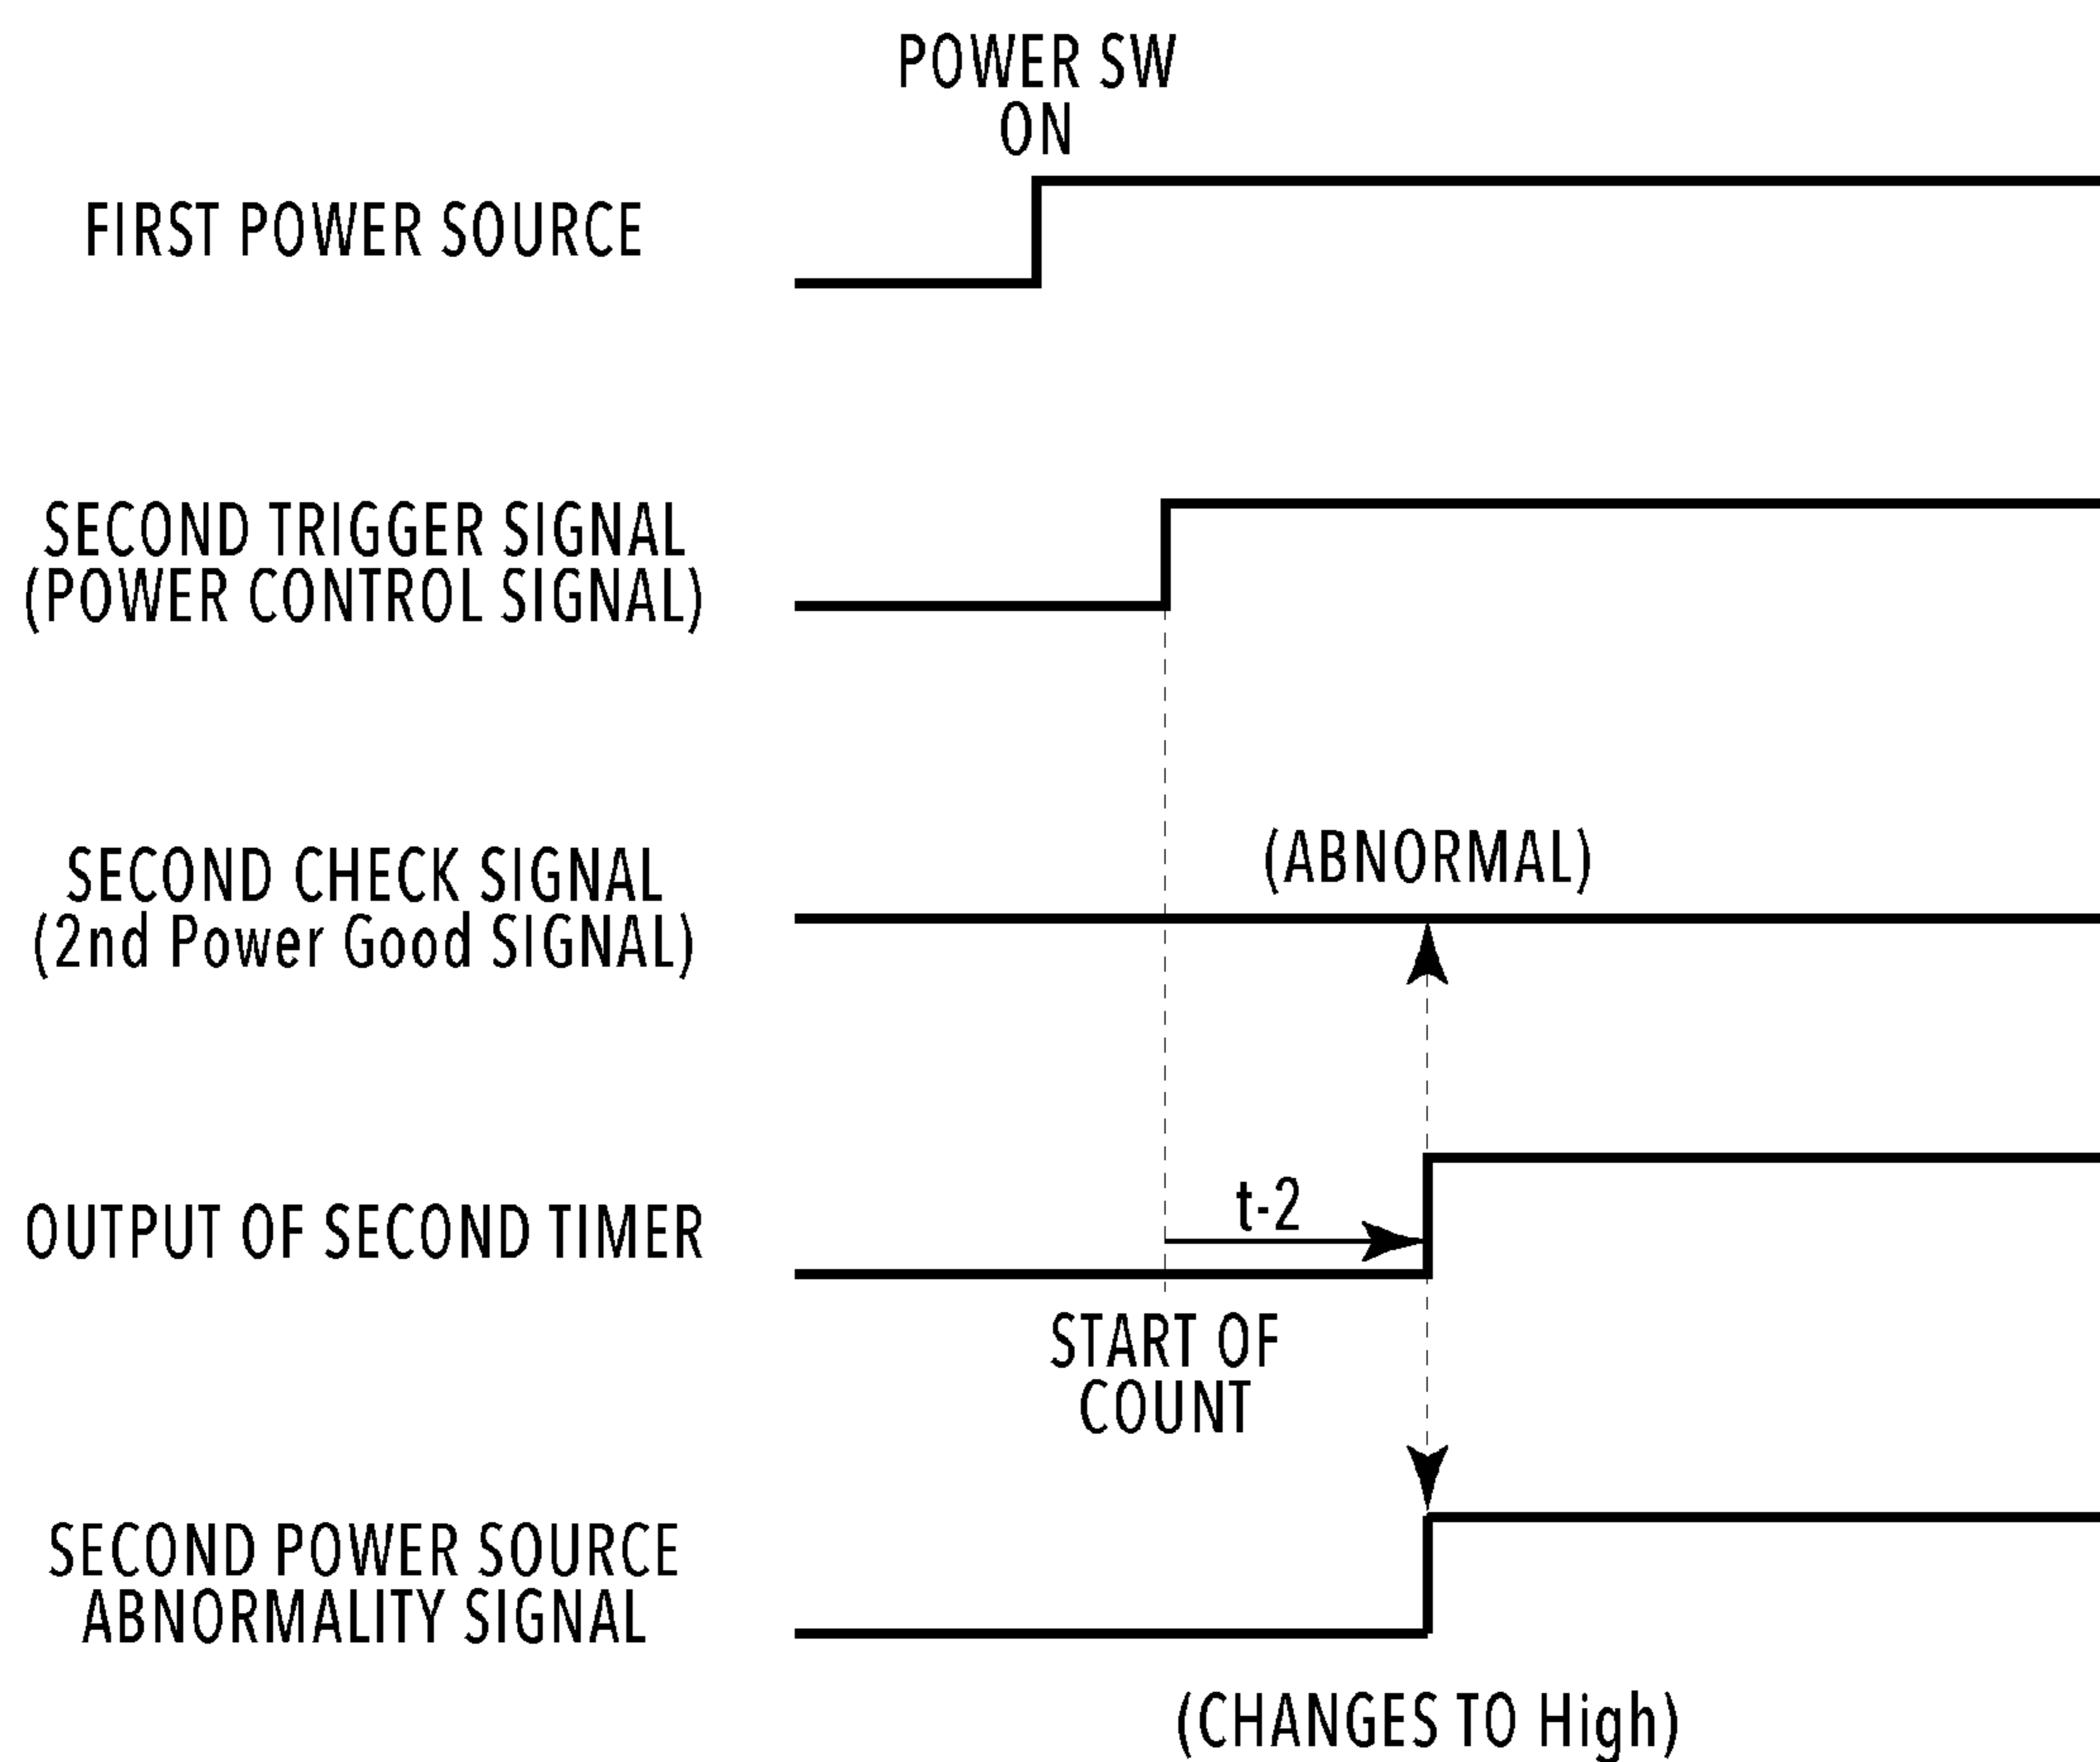 POWER SW
ON
FIRST POWER SOURCE
SECOND TRIGGER SIGNAL
(POWER CONTROL SIGNAL)
(ABNORMAL)
SECOND CHECK SIGNAL
(2nd Power Good SIGNAL)
t-2
OUTPUT OF SECOND TIMER
START OF
COUNT
SECOND POWER SOURCE
ABNORMALITY SIGNAL
(CHANGES TO High)